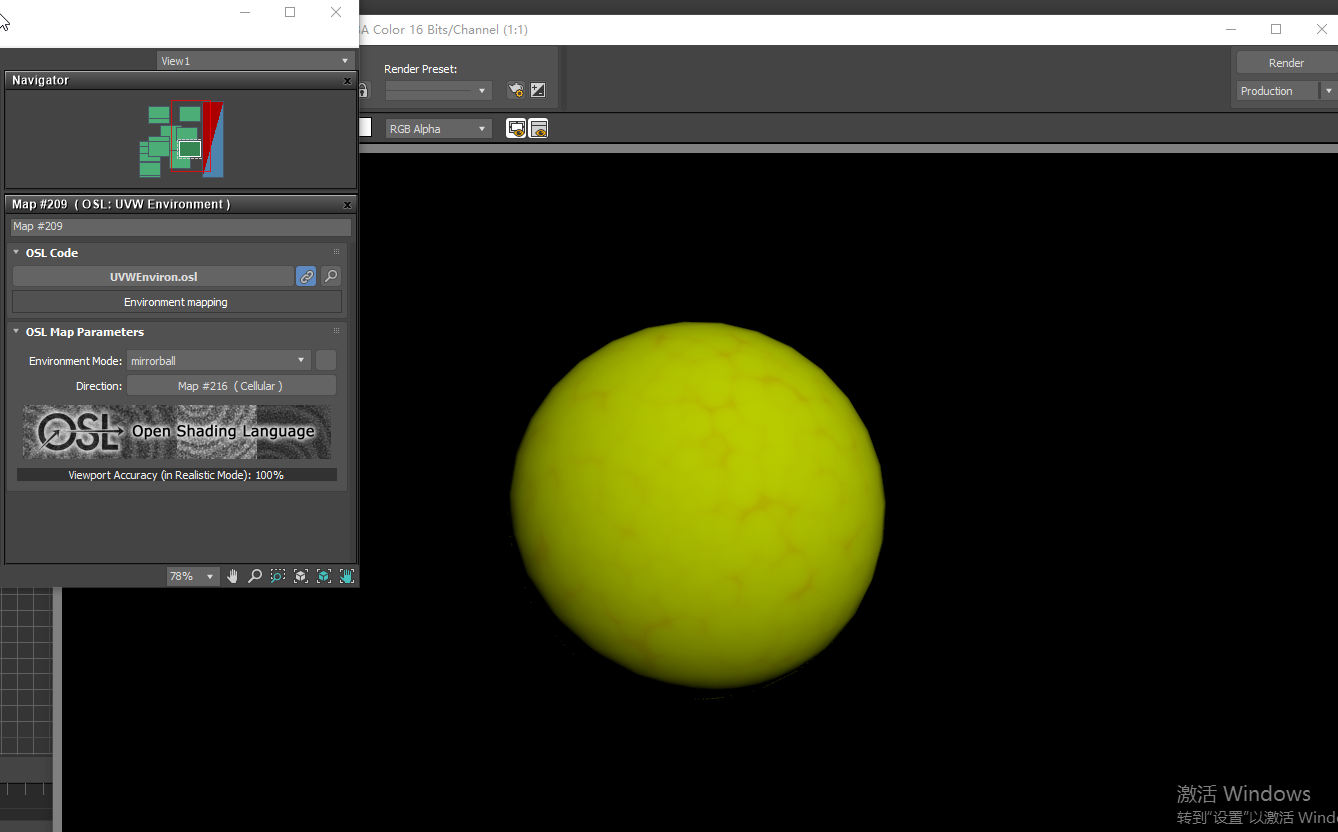 A Color 16 Bits/Channel (1:1)
View1
Render Preset:
Render
Navigator
Production
RGB Alpha
Map #209 ( OSL: UVW Environment )
Map #209
OSL Code
UVWEnviron.osl
Environment mapping
OSL Map Parameters
Environment Mode: mirrorball
Direction: Map #216 ( Cellular )
OSL Open Shading Language
Viewport Accuracy (in Realistic Mode): 100%
78%
激活 Windows
转到"设置"以激活 Wind